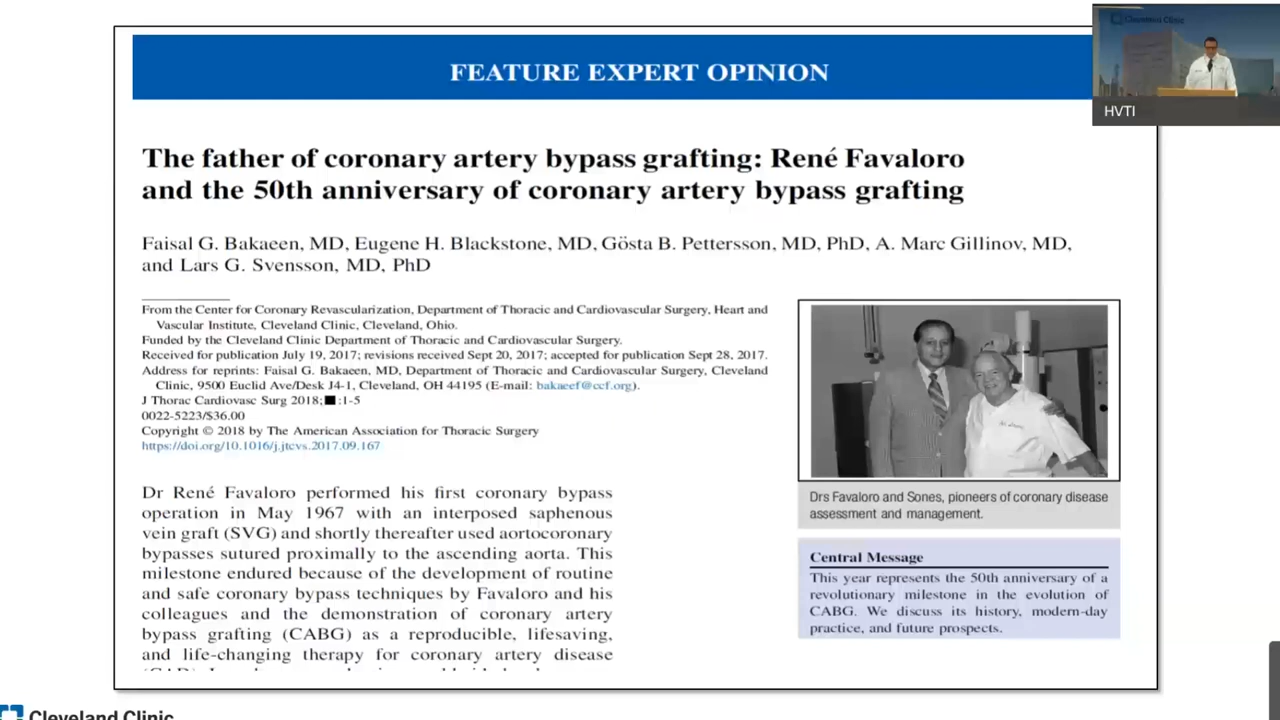 Cleveland Clinic
HVTI
FEATURE EXPERT OPINION
The father of coronary artery bypass grafting: René Favaloro
and the 50th anniversary of coronary artery bypass grafting
Faisal G. Bakaeen, MD, Eugene H. Blackstone, MD, Gösta B. Pettersson, MD, PhD, A. Marc Gillinov, MD,
and Lars G. Svensson, MD, PhD
From the Center for Coronary Revascularization, Department of Thoracic and Cardiovascular Surgery, Heart and
Vascular Institute, Cleveland Clinic, Cleveland, Ohio.
Funded by the Cleveland Clinic Department of Thoracic and Cardiovascular Surgery.
Received for publication July 19, 2017; revisions received Sept 20, 2017; accepted for publication Sept 28, 2017.
Address for reprints: Faisal G. Bakaeen, MD, Department of Thoracic and Cardiovascular Surgery, Cleveland
Clinic, 9500 Euclid Ave/Desk J4-1, Cleveland, OH 44195 (E-mail: bakaeef@ccf.org).
J Thorac Cardiovasc Surg 2018;■:1-5
0022-5223/$36.00
Copyright © 2018 by The American Association for Thoracic Surgery
https://doi.org/10.1016/j.jtcvs.2017.09.167
Dr René Favaloro performed his first coronary bypass
operation in May 1967 with an interposed saphenous
vein graft (SVG) and shortly thereafter used aortocoronary
bypasses sutured proximally to the ascending aorta. This
milestone endured because of the development of routine
and safe coronary bypass techniques by Favaloro and his
colleagues and the demonstration of coronary artery
bypass grafting (CABG) as a reproducible, lifesaving,
and life-changing therapy for coronary artery disease
Drs Favaloro and Sones, pioneers of coronary disease
assessment and management.
Central Message
This year represents the 50th anniversary of a
revolutionary milestone in the evolution of
CABG. We discuss its history, modern-day
practice, and future prospects.
Cleveland Clinic